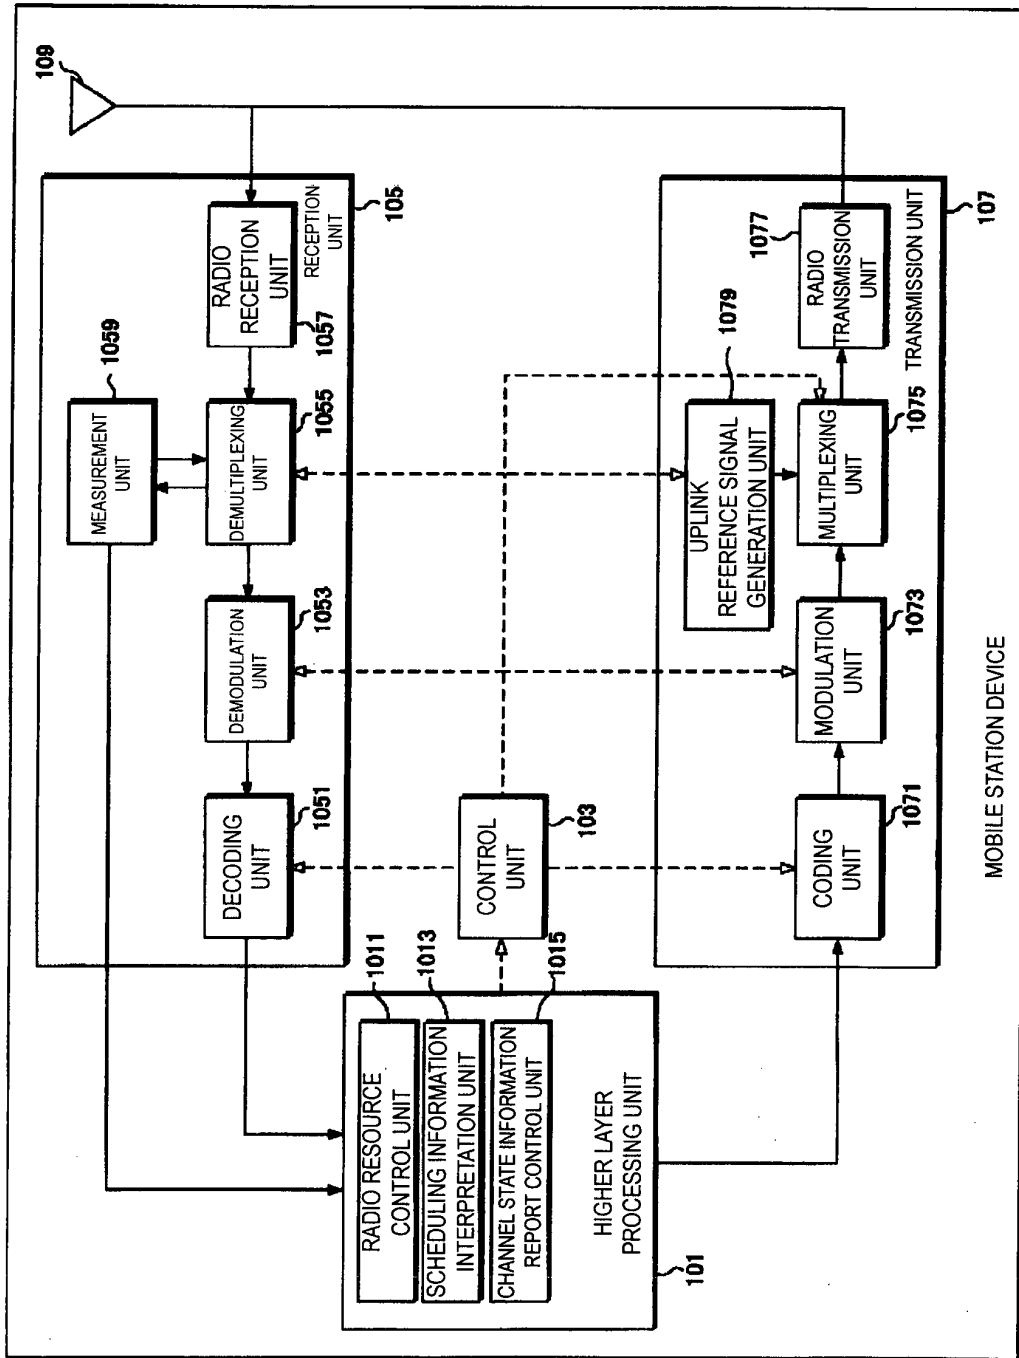 109
RADIO
RECEPTION
UNIT
1057
RECEPTION
UNIT
105
MEASUREMENT
UNIT
1059
DEMULTIPLEXING
UNIT
1055
DEMODULATION
UNIT
1053
DECODING
UNIT
1051
RADIO RESOURCE
CONTROL UNIT
1011
SCHEDULING INFORMATION
INTERPRETATION UNIT
1013
CHANNEL STATE INFORMATION
REPORT CONTROL UNIT
1015
HIGHER LAYER
PROCESSING UNIT
101
CONTROL
UNIT
103
CODING
UNIT
1071
MODULATION
UNIT
1073
UPLINK
REFERENCE SIGNAL
GENERATION UNIT
1079
MULTIPLEXING
UNIT
1075
RADIO
TRANSMISSION
UNIT
1077
TRANSMISSION UNIT
107
MOBILE STATION DEVICE